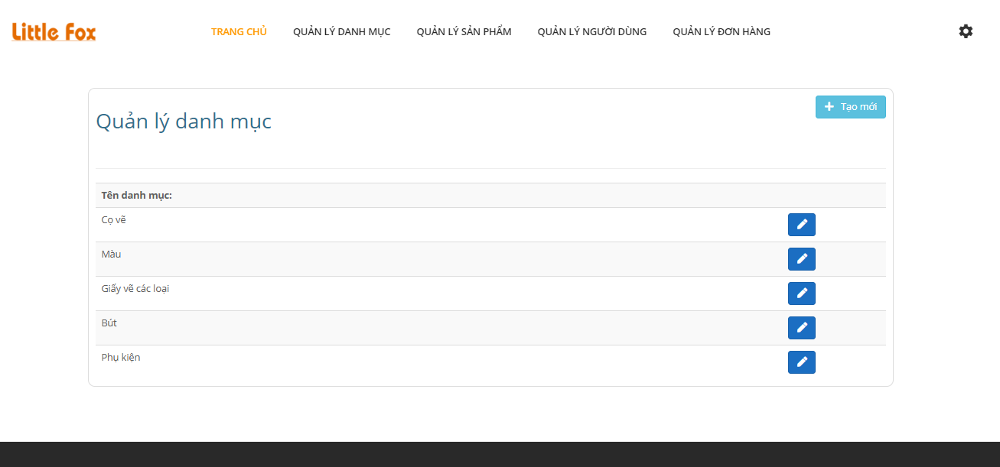 Little Fox
TRANG CHỦ QUẢN LÝ DANH MỤC QUẢN LÝ SẢN PHẨM QUẢN LÝ NGƯỜI DÙNG QUẢN LÝ ĐƠN HÀNG
Tạo mới
Quản lý danh mục
Tên danh mục:
Cọ vẽ
Màu
Giấy vẽ các loại
Bút
Phụ kiện